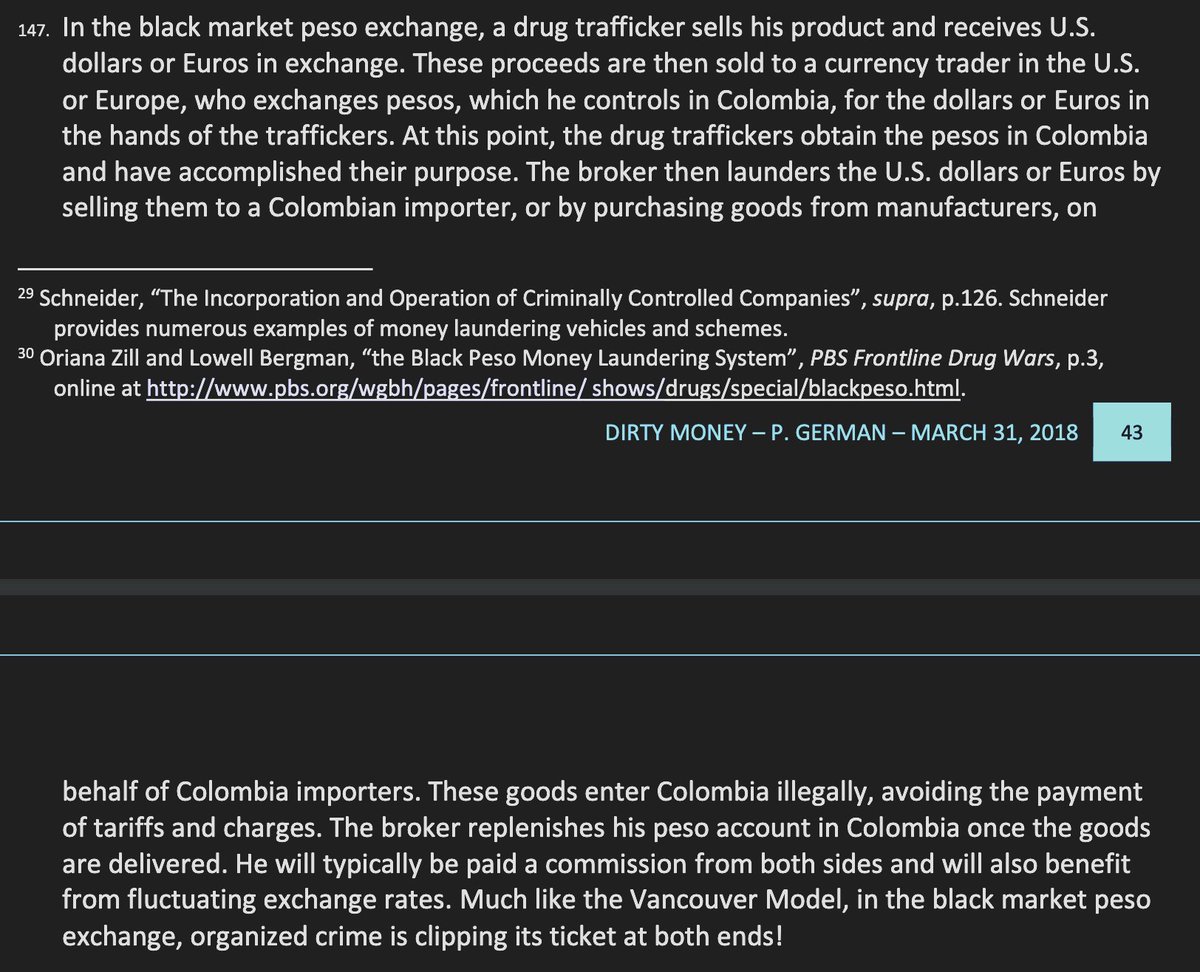 147. In the black market peso exchange, a drug trafficker sells his product and receives U.S.
dollars or Euros in exchange. These proceeds are then sold to a currency trader in the U.S.
or Europe, who exchanges pesos, which he controls in Colombia, for the dollars or Euros in
the hands of the traffickers. At this point, the drug traffickers obtain the pesos in Colombia
and have accomplished their purpose. The broker then launders the U.S. dollars or Euros by
selling them to a Colombian importer, or by purchasing goods from manufacturers, on
29 Schneider, “The Incorporation and Operation of Criminally Controlled Companies”, supra, p.126. Schneider
provides numerous examples of money laundering vehicles and schemes.
30 Oriana Zill and Lowell Bergman, “the Black Peso Money Laundering System”, PBS Frontline Drug Wars, p.3,
online at http://www.pbs.org/wgbh/pages/frontline/ shows/drugs/special/blackpeso.html.
DIRTY MONEY – P. GERMAN – MARCH 31, 2018 43
behalf of Colombia importers. These goods enter Colombia illegally, avoiding the payment
of tariffs and charges. The broker replenishes his peso account in Colombia once the goods
are delivered. He will typically be paid a commission from both sides and will also benefit
from fluctuating exchange rates. Much like the Vancouver Model, in the black market peso
exchange, organized crime is clipping its ticket at both ends!